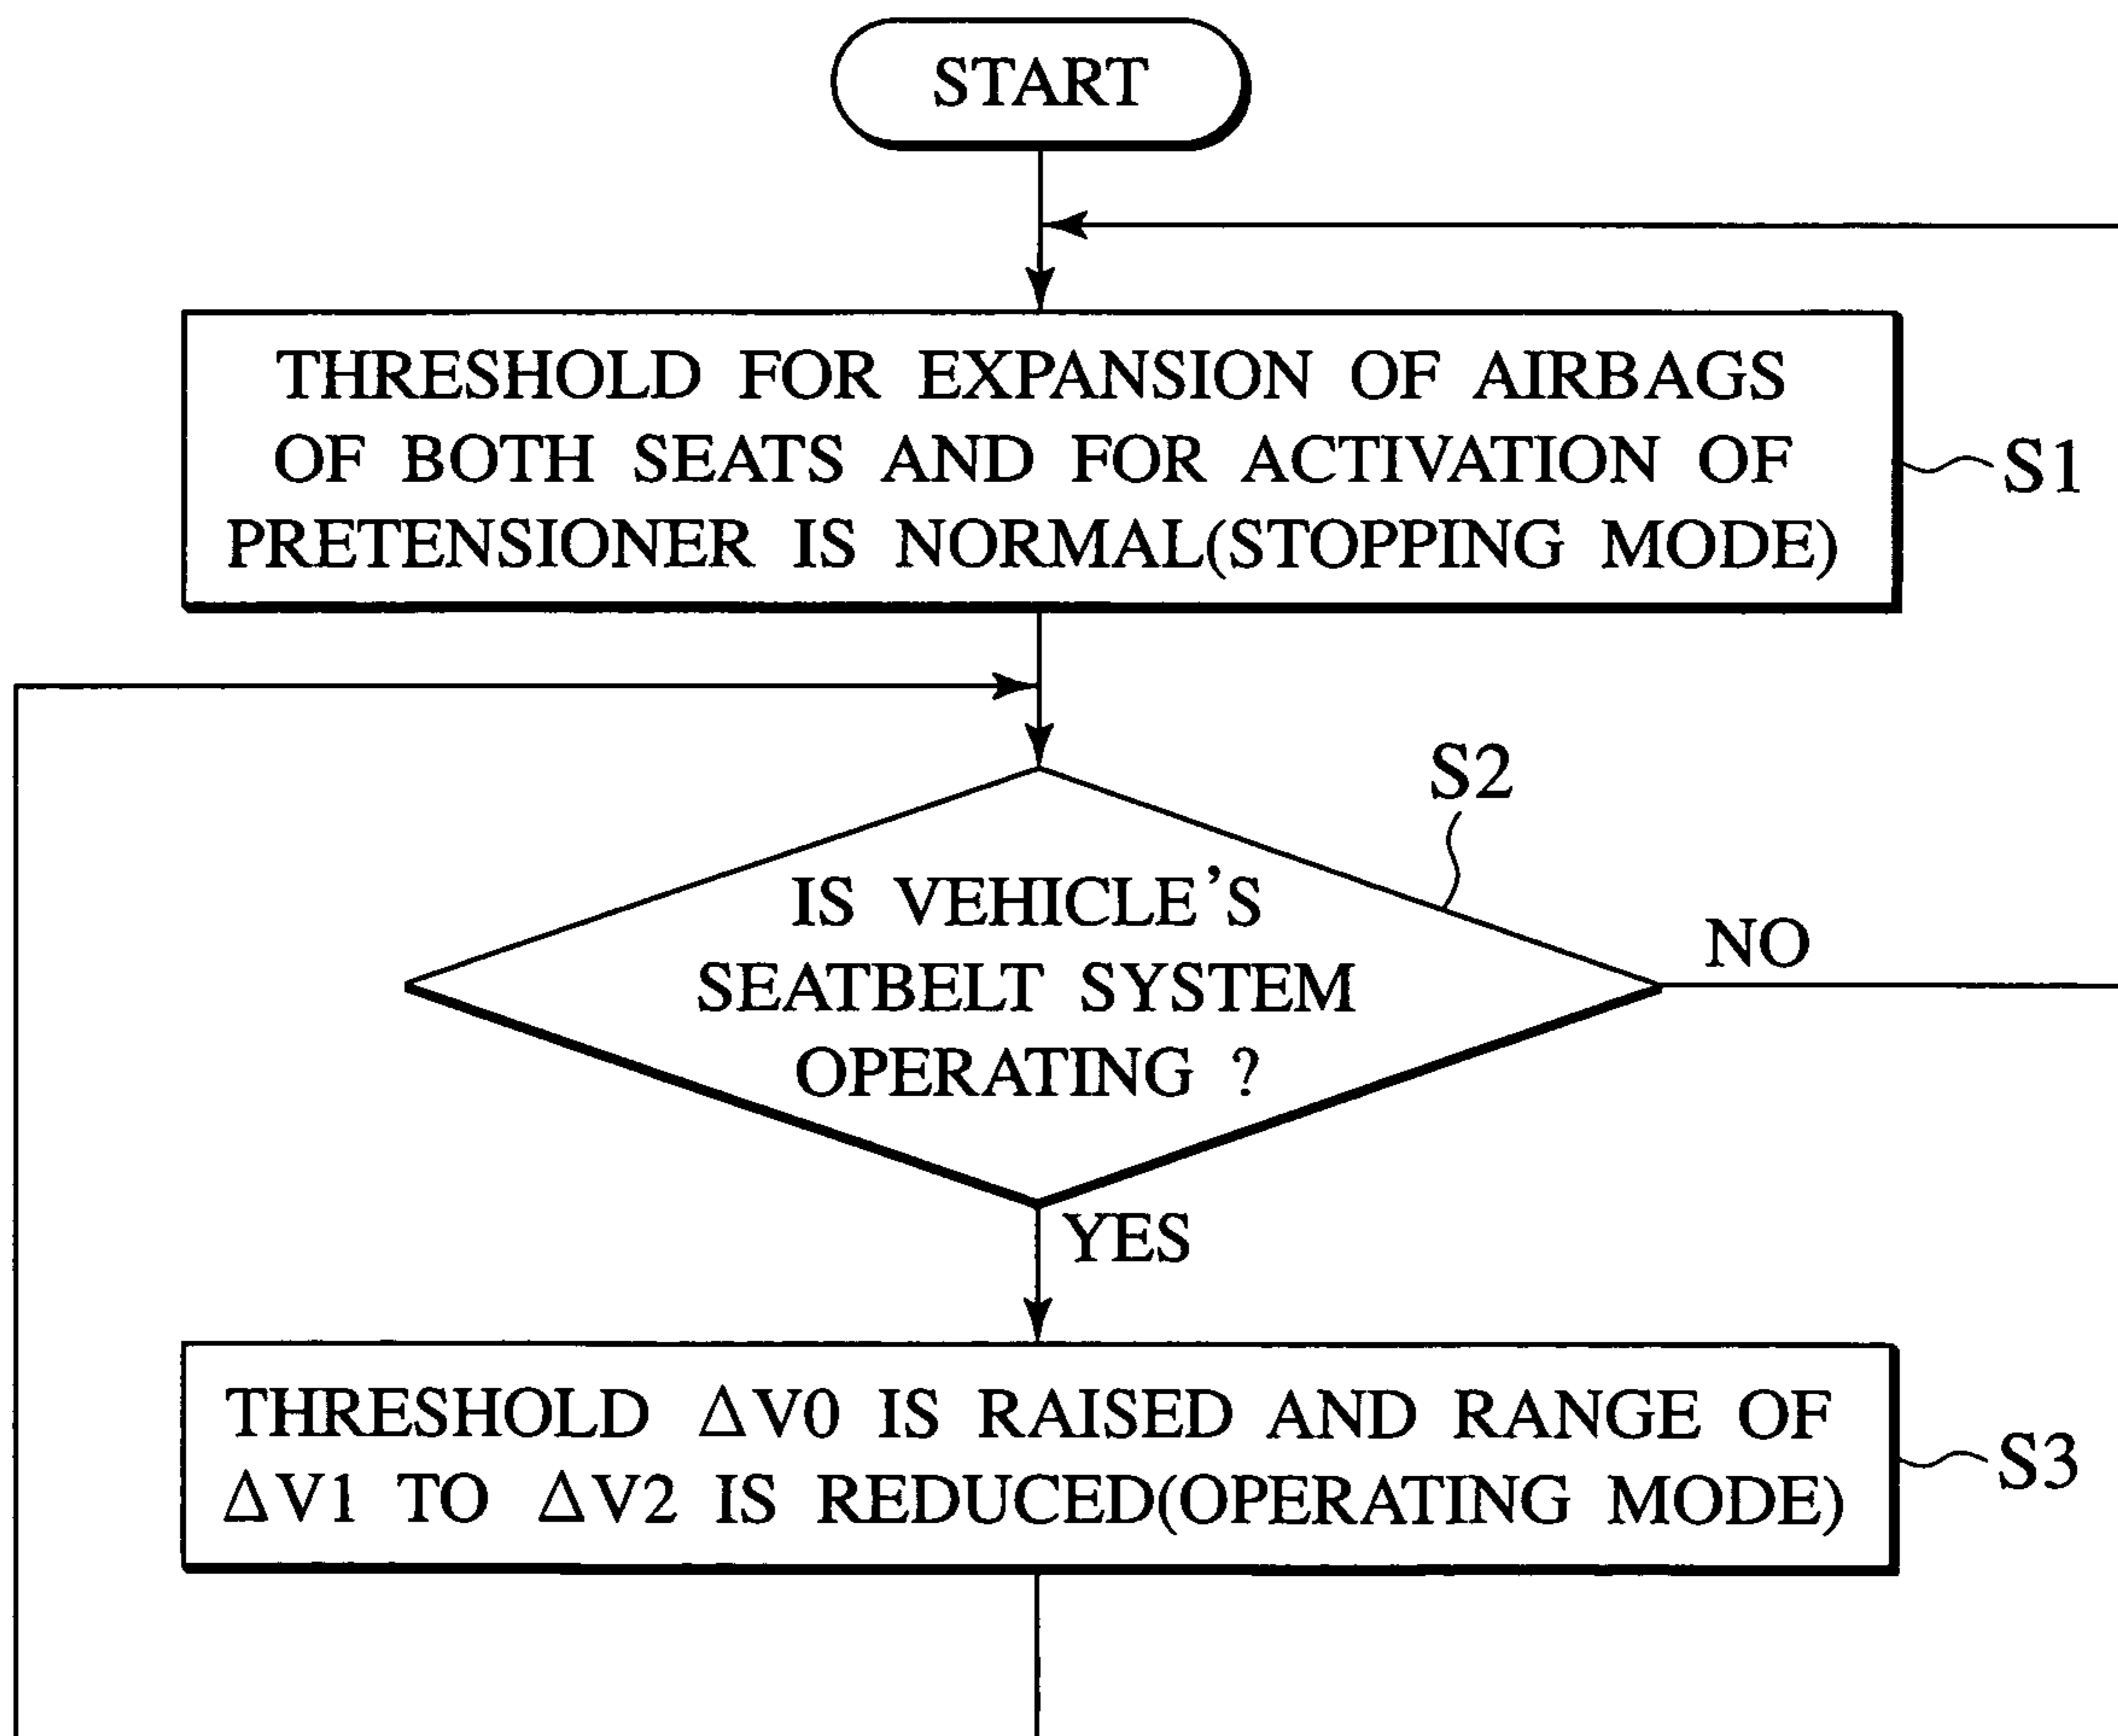 START
THRESHOLD FOR EXPANSION OF AIRBAGS
OF BOTH SEATS AND FOR ACTIVATION OF
PRETENSIONER IS NORMAL(STOPPING MODE)
S1
S2
IS VEHICLE'S
SEATBELT SYSTEM
OPERATING ?
NO
YES
THRESHOLD ΔV0 IS RAISED AND RANGE OF
ΔV1 TO ΔV2 IS REDUCED(OPERATING MODE)
S3